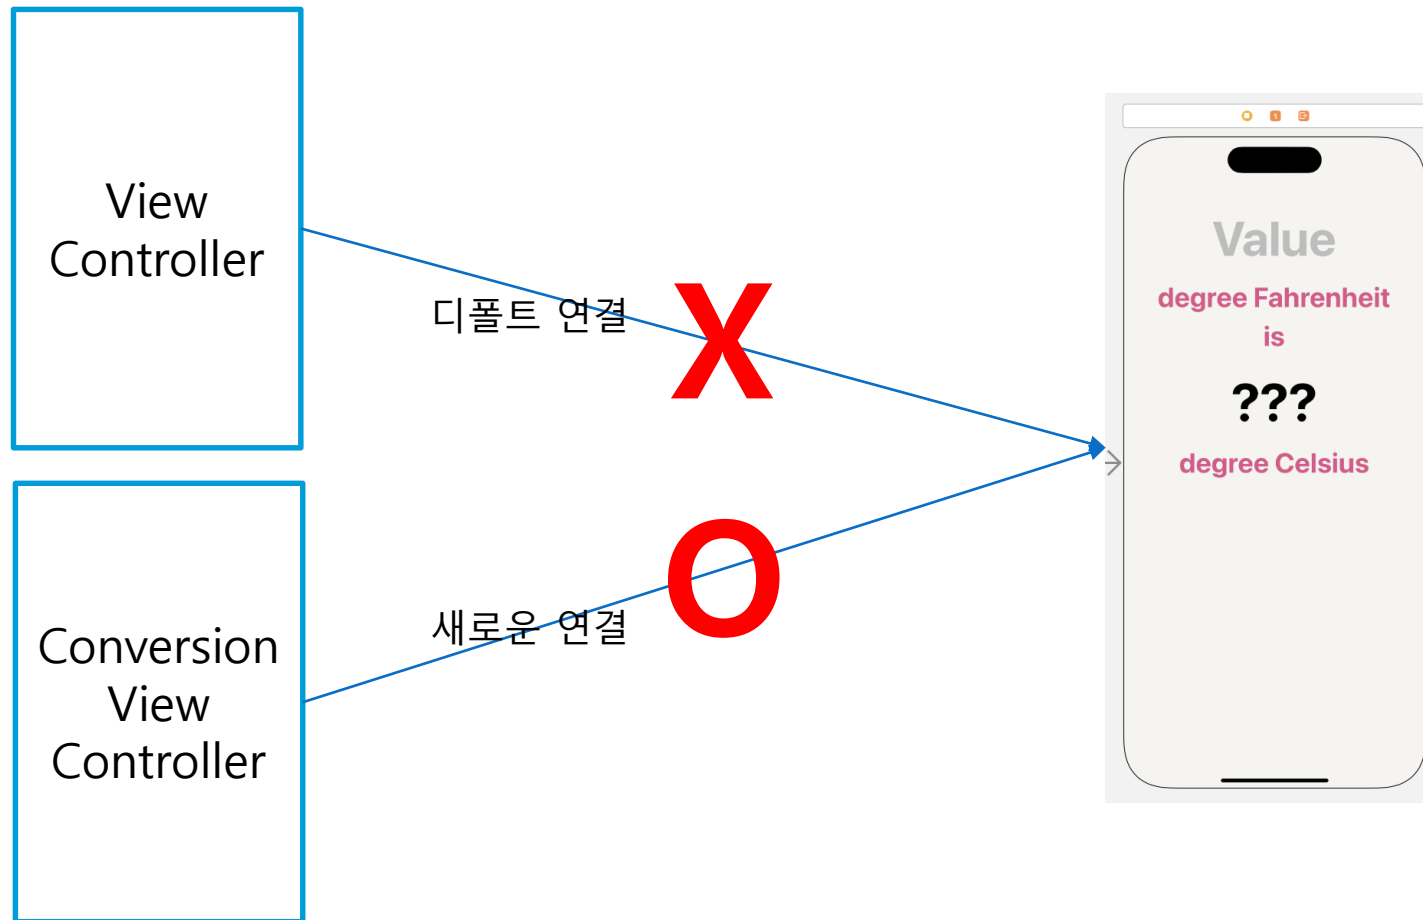 View
Controller
디폴트 연결
X
Value
degree Fahrenheit
is
???
degree Celsius
O
새로운 연결
Conversion
View
Controller